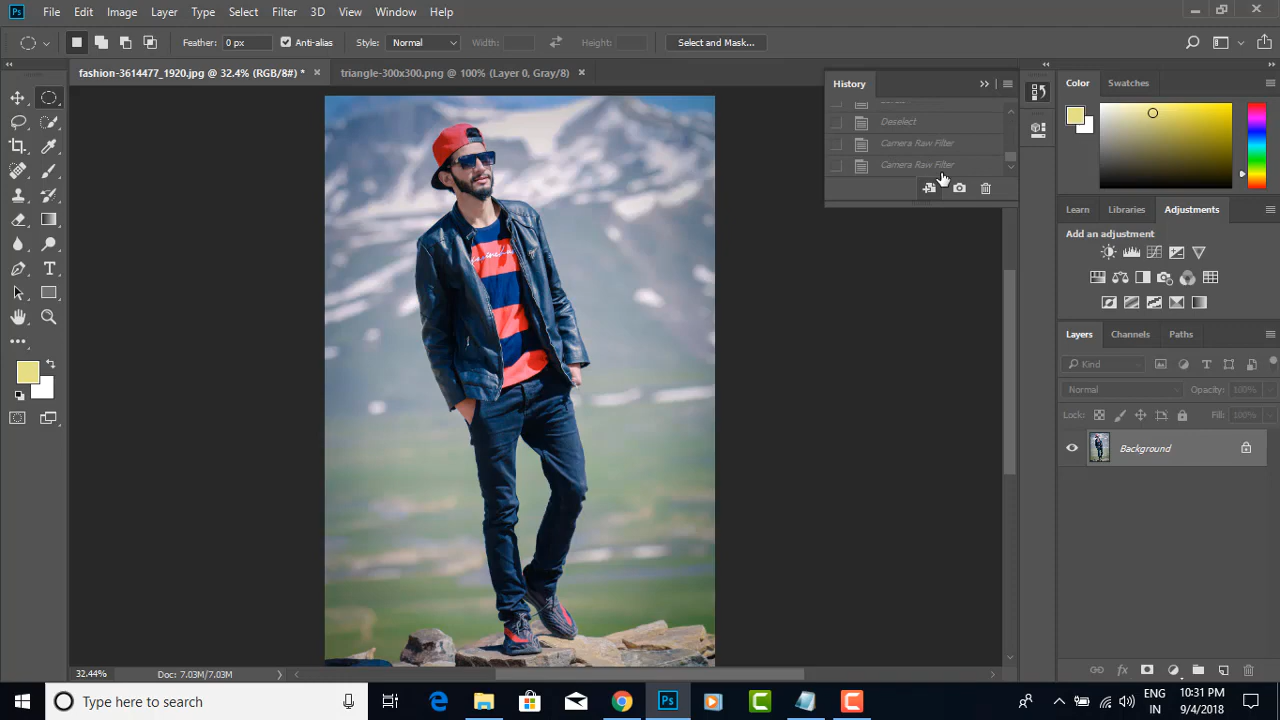 Ps File Edit Image Layer Type Select Filter 3D View Window Help
Feather: 0 px Anti-alias Style: Normal Width: Height: Select and Mask...
fashion-3614477_1920.jpg @ 32.4% (RGB/8#) * × triangle-300x300.png @ 100% (Layer 0, Gray/8) ×
History
Deselect
Camera Raw Filter
Camera Raw Filter
Color Swatches
Learn Libraries Adjustments
Add an adjustment
Layers Channels Paths
Kind
Normal Opacity: 100%
Lock: Fill: 100%
Background
32.44% Doc: 7.03M/7.03M
Type here to search
Ps
ENG
IN
10:31 PM
9/4/2018